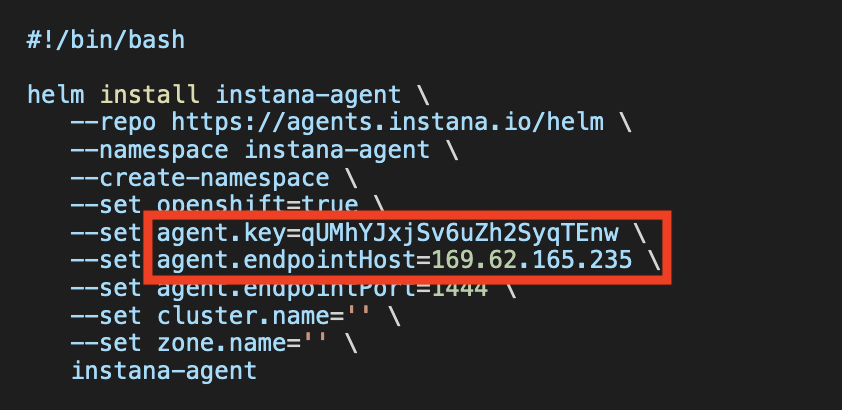 #!/bin/bash
helm install instana-agent \
--repo https://agents.instana.io/helm \
--namespace instana-agent \
--create-namespace \
--set openshift=true \
--set agent.key=qUMhYJxjSv6uZh2SyqTEnw \
--set agent.endpointHost=169.62.165.235 \
--set agent.endpointPort=1444 \
--set cluster.name='' \
--set zone.name='' \
instana-agent